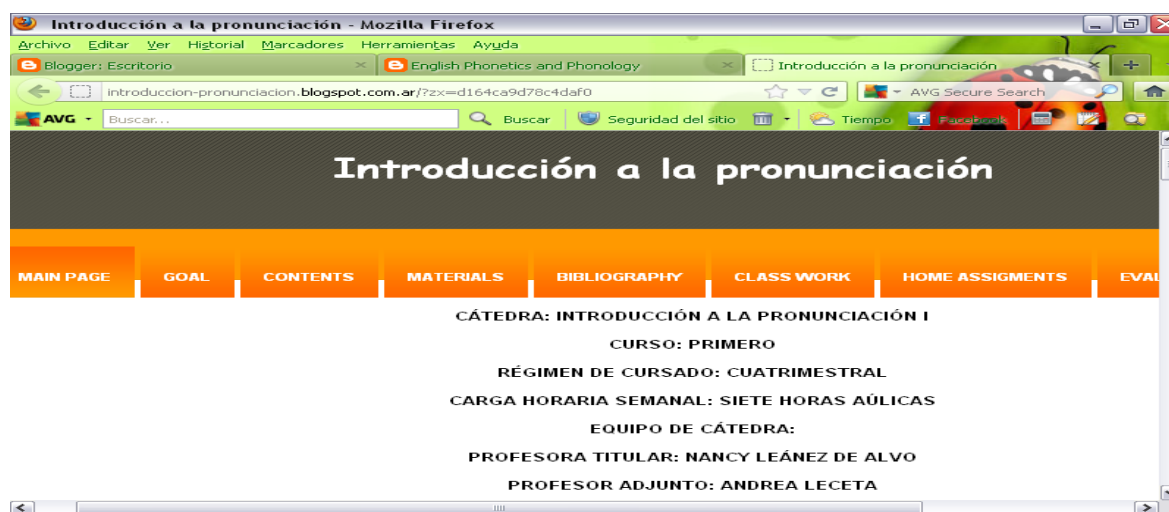 Introducción a la pronunciación - Mozilla Firefox
Archivo Editar Ver Historial Marcadores Herramientas Ayuda
Blogger: Escritorio English Phonetics and Phonology Introducción a la pronunciación
introduccion-pronunciacion.blogspot.com.ar/?zx=d164ca9d78c4daf0 AVG Secure Search
AVG Buscar... Buscar Seguridad del sitio Tiempo Facebook
Introducción a la pronunciación
MAIN PAGE GOAL CONTENTS MATERIALS BIBLIOGRAPHY CLASS WORK HOME ASSIGMENTS EVAL
CÁTEDRA: INTRODUCCIÓN A LA PRONUNCIACIÓN I
CURSO: PRIMERO
RÉGIMEN DE CURSADO: CUATRIMESTRAL
CARGA HORARIA SEMANAL: SIETE HORAS AÚLICAS
EQUIPO DE CÁTEDRA:
PROFESORA TITULAR: NANCY LEÁNEZ DE ALVO
PROFESOR ADJUNTO: ANDREA LECETA